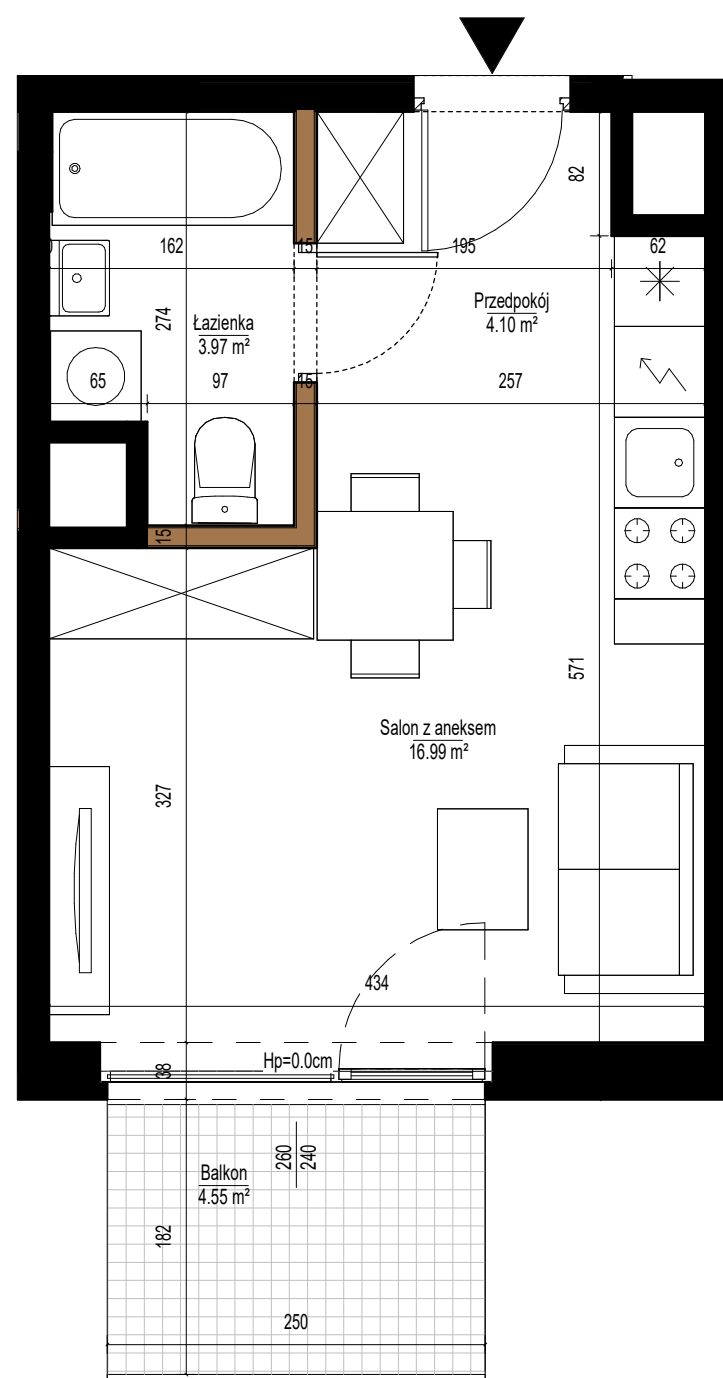 82
162
15
195
62
274
Łazienka
3.97 m²
Przedpokój
4.10 m²
65
97
15
257
15
571
Salon z aneksem
16.99 m²
327
434
38
Hp=0.0cm
260
240
Balkon
4.55 m²
182
250